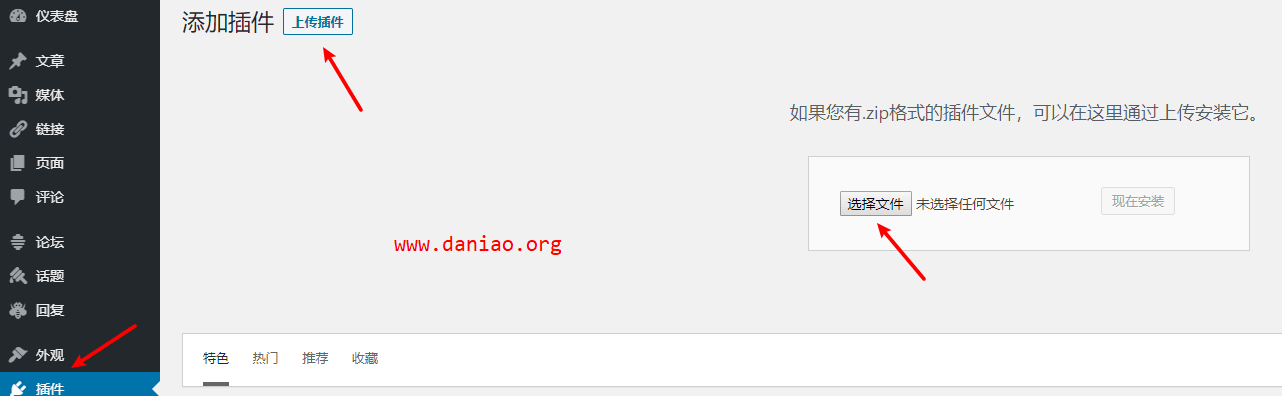 仪表盘
文章
媒体
链接
页面
评论
论坛
话题
回复
外观
插件
添加插件 上传插件
如果您有.zip格式的插件文件，可以在这里通过上传安装它。
选择文件 未选择任何文件 现在安装
www.daniao.org
特色 热门 推荐 收藏